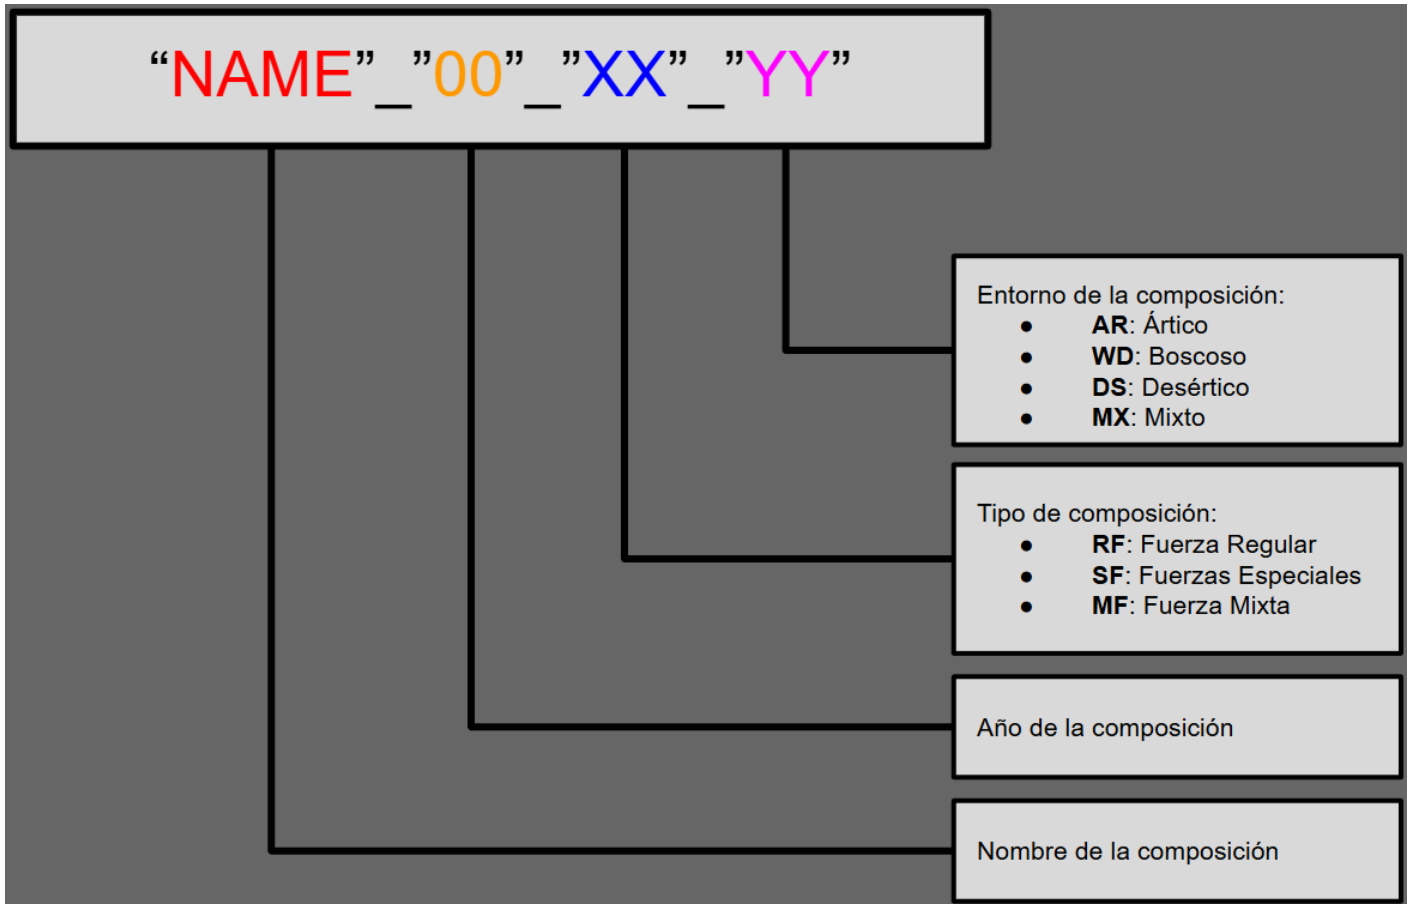 “NAME”_”00”_”XX”_”YY”
Entorno de la composición:
● AR: Ártico
● WD: Boscoso
● DS: Desértico
● MX: Mixto
Tipo de composición:
● RF: Fuerza Regular
● SF: Fuerzas Especiales
● MF: Fuerza Mixta
Año de la composición
Nombre de la composición